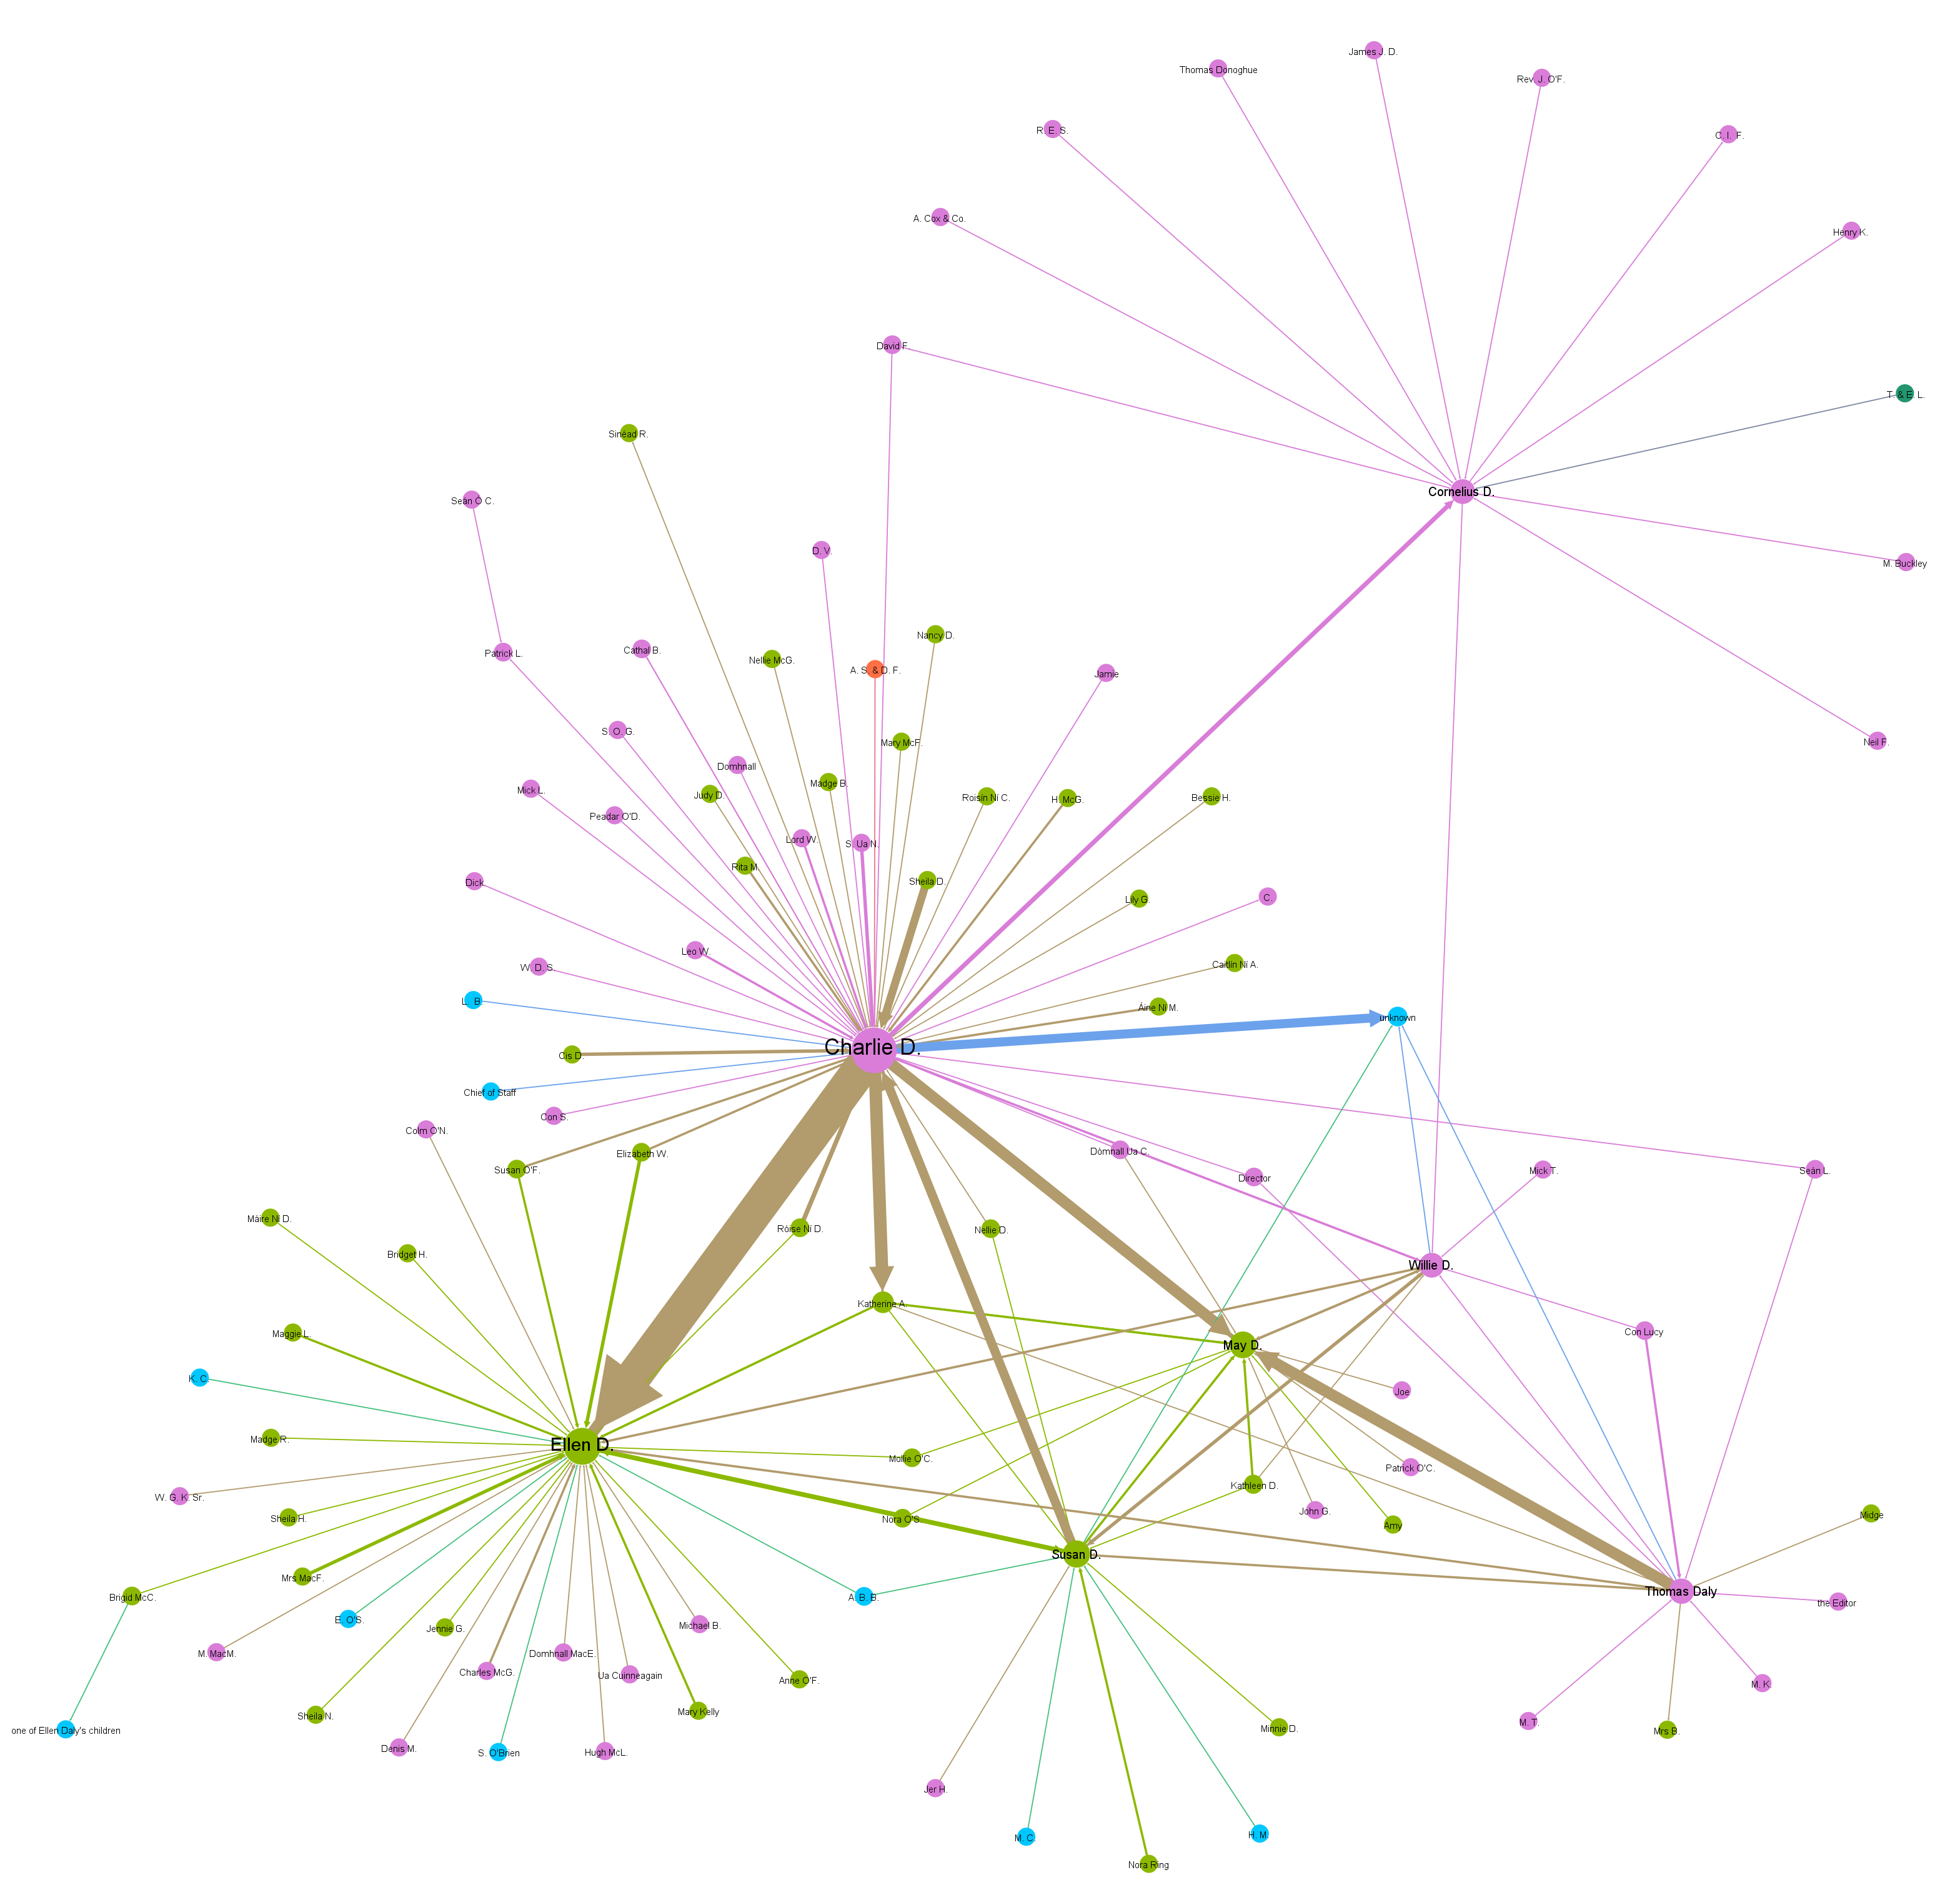 James J. D.
Thomas Donoghue
Rev. J. O'F.
R. E. S.
C. I. F.
A. Cox & Co.
Henry K.
David F.
T. & E. L.
Sinéad R.
Cornelius D.
Seán Ó C.
D. V.
M. Buckley
Nancy D.
Cathal B.
Patrick L.
Nellie McG.
A. S. & D. F.
Jamie
S. O. G.
Mary McF.
Neil F.
Domhnall
Madge B.
Mick L.
Judy D.
Roisín Ní C.
H. McG.
Bessie H.
Peadar O'D.
Lord W.
S. Ua N.
Rita M.
Dick
Sheila D.
Lily G.
C.
Leo W.
W. D. S.
Caitlín Ní A.
L. B
Áine Ní M.
unknown
Charlie D.
Cis D.
Chief of Staff
Con S.
Colm O'N.
Elizabeth W.
Dómnall Ua C.
Susan O'F.
Director
Mick T.
Seán L.
Máire Ní D.
Róise Ní D.
Nellie D.
Bridget H.
Willie D.
Katherine A.
Maggie L.
Con Lucy
May D.
K. C.
Joe
Madge R.
Ellen D.
Mollie O'C.
Patrick O'C.
Kathleen D.
W. G. K. Sr.
John G.
Sheila H.
Nora O'S.
Amy
Midge
Susan D.
Mrs MacF.
Thomas Daly
Brigid McC.
A. B. B.
the Editor
E. O'S.
Jennie G.
Michael B.
M. MacM.
Domhnall MacE.
Charles McG.
Ua Cuinneagain
Anne O'F.
M. K.
Mary Kelly
Sheila N.
M. T.
one of Ellen Daly's children
Minnie D.
Mrs B.
Denis M.
S. O'Brien
Hugh McL.
Jer H.
M. C.
H. M.
Nora Ring